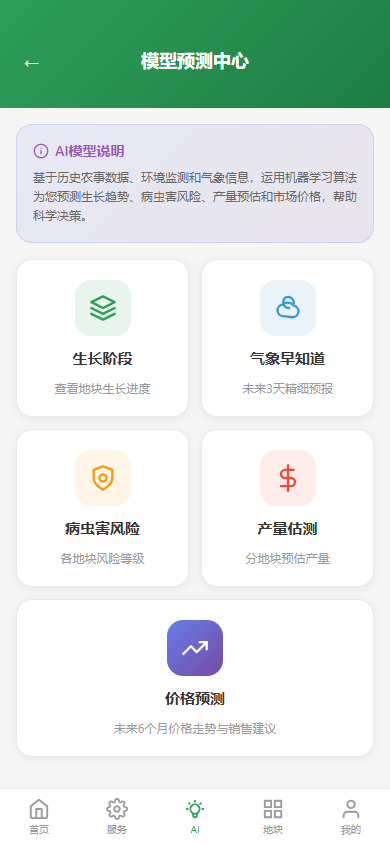 模型预测中心
AI模型说明
基于历史农事数据、环境监测和气象信息，运用机器学习算法
为您预测生长趋势、病虫害风险、产量预估和市场价格，帮助
科学决策。
生长阶段
查看地块生长进度
气象早知道
未来3天精细预报
病虫害风险
各地块风险等级
产量估测
分地块预估产量
价格预测
未来6个月价格走势与销售建议
首页
服务
AI
地块
我的